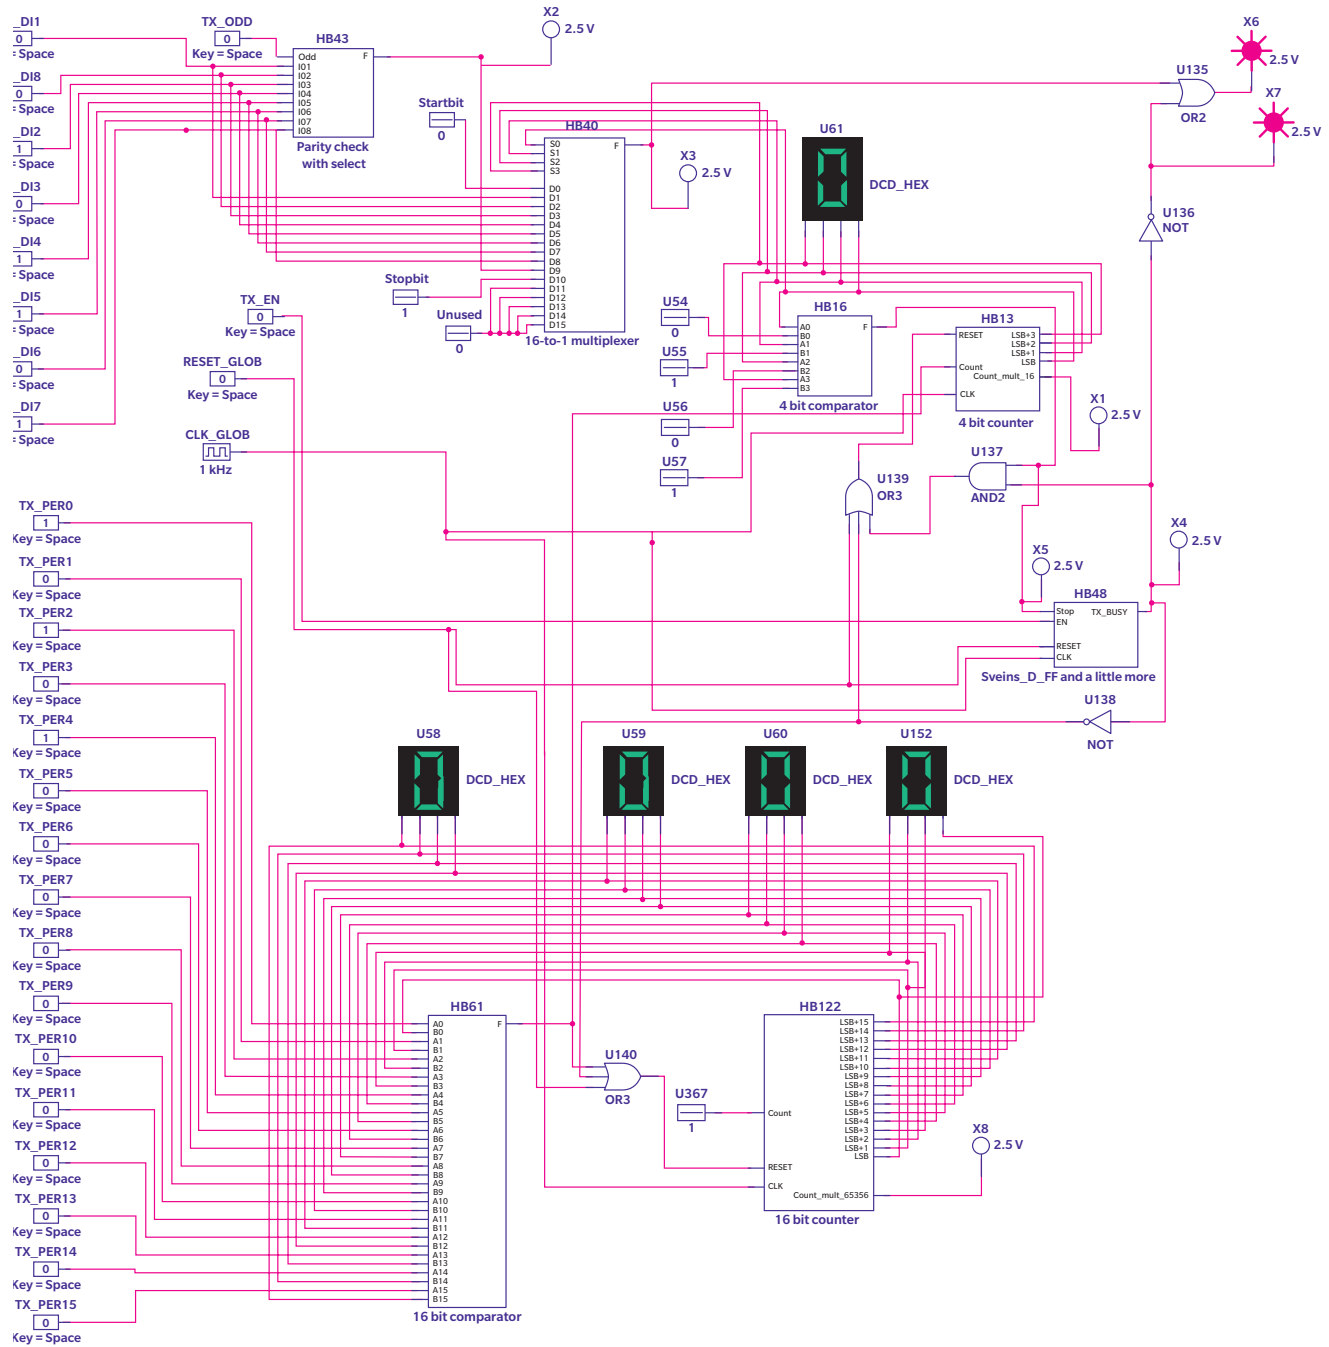 _DI1
0
= Space
_DI8
0
= Space
_DI2
1
= Space
_DI3
0
= Space
_DI4
1
= Space
_DI5
1
= Space
_DI6
0
= Space
_DI7
1
= Space
TX_ODD
0
Key = Space
HB43
Odd
I01
I02
I03
I04
I05
I06
I07
I08
F
Parity check
with select
X2
2.5 V
Startbit
0
HB40
S0
S1
S2
S3
D0
D1
D2
D3
D4
D5
D6
D7
D8
D9
D10
D11
D12
D13
D14
D15
F
16-to-1 multiplexer
X3
2.5 V
Stopbit
1
Unused
0
TX_EN
0
Key = Space
RESET_GLOB
0
Key = Space
CLK_GLOB
1 kHz
U61
DCD_HEX
U54
0
U55
1
U56
0
U57
1
HB16
A0
B0
A1
B1
A2
B2
A3
B3
F
4 bit comparator
HB13
RESET
Count
CLK
LSB+3
LSB+2
LSB+1
LSB
Count_mult_16
4 bit counter
X1
2.5 V
U135
OR2
X6
2.5 V
X7
2.5 V
U136
NOT
U137
AND2
U139
OR3
X4
2.5 V
X5
2.5 V
HB48
Stop
EN
RESET
CLK
TX_BUSY
Sveins_D_FF and a little more
U138
NOT
TX_PER0
1
Key = Space
TX_PER1
0
Key = Space
TX_PER2
1
Key = Space
TX_PER3
0
Key = Space
TX_PER4
1
Key = Space
TX_PER5
0
Key = Space
TX_PER6
0
Key = Space
TX_PER7
0
Key = Space
TX_PER8
0
Key = Space
TX_PER9
0
Key = Space
TX_PER10
0
Key = Space
TX_PER11
0
Key = Space
TX_PER12
0
Key = Space
TX_PER13
0
Key = Space
TX_PER14
0
Key = Space
TX_PER15
0
Key = Space
U58
DCD_HEX
U59
DCD_HEX
U60
DCD_HEX
U152
DCD_HEX
HB61
A0
B0
A1
B1
A2
B2
A3
B3
A4
B4
A5
B5
A6
B6
A7
B7
A8
B8
A9
B9
A10
B10
A11
B11
A12
B12
A13
B13
A14
B14
A15
B15
F
16 bit comparator
U140
OR3
U367
1
HB122
Count
RESET
CLK
LSB+15
LSB+14
LSB+13
LSB+12
LSB+11
LSB+10
LSB+9
LSB+8
LSB+7
LSB+6
LSB+5
LSB+4
LSB+3
LSB+2
LSB+1
LSB
Count_mult_65356
16 bit counter
X8
2.5 V